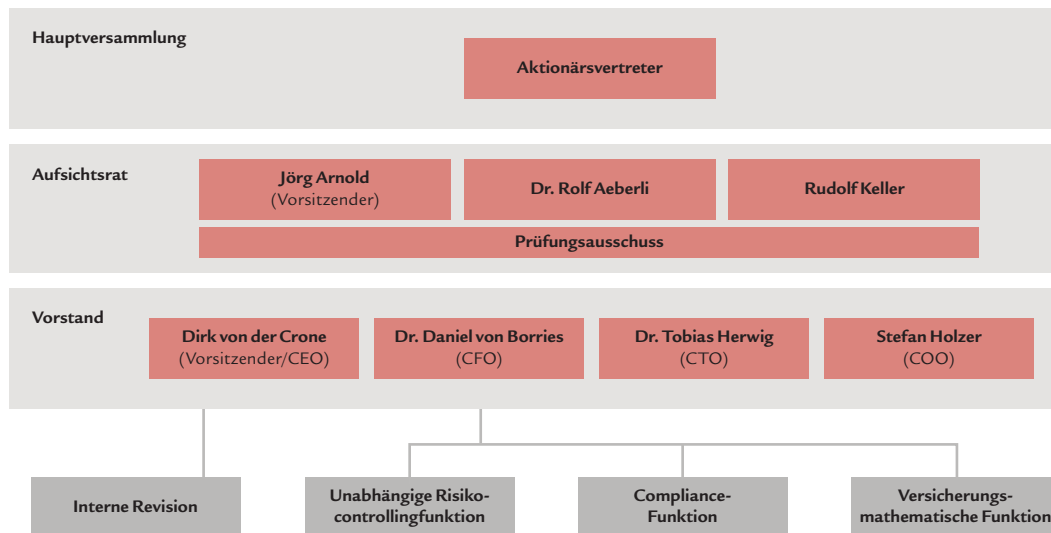 Hauptversammlung
Aktionärsvertreter
Aufsichtsrat
Jörg Arnold
(Vorsitzender)
Dr. Rolf Aeberli
Rudolf Keller
Prüfungsausschuss
Vorstand
Dirk von der Crone
(Vorsitzender/CEO)
Dr. Daniel von Borries
(CFO)
Dr. Tobias Herwig
(CTO)
Stefan Holzer
(COO)
Interne Revision
Unabhängige Risiko-
controllingfunktion
Compliance-
Funktion
Versicherungs-
mathematische Funktion